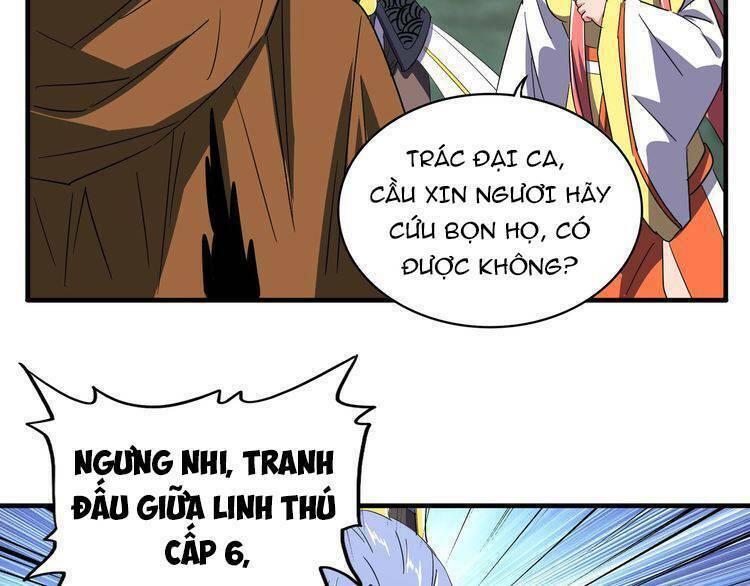 TRÁC ĐẠI CA,
CẦU XIN NGƯƠI HÃY
CỨU BỌN HỌ, CÓ
ĐƯỢC KHÔNG?
NGƯNG NHI, TRANH
ĐẤU GIỮA LINH THÚ
CẤP 6,